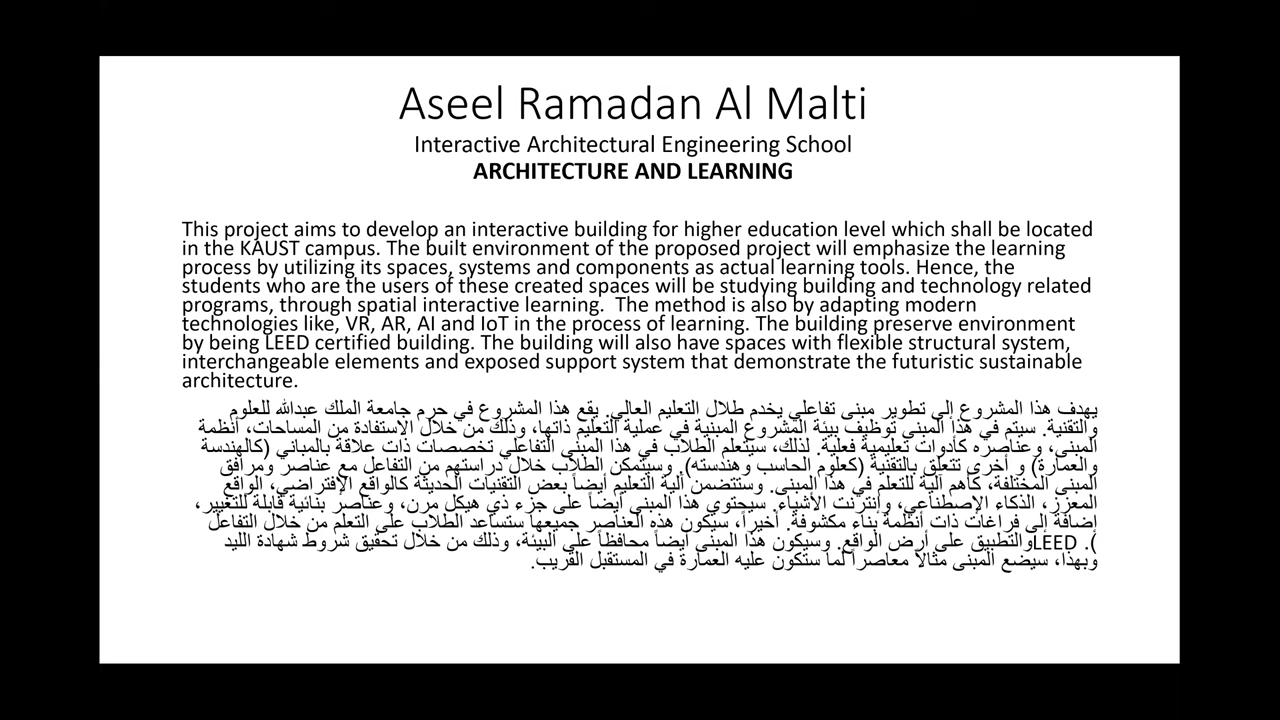 Aseel Ramadan Al Malti
Interactive Architectural Engineering School
ARCHITECTURE AND LEARNING
This project aims to develop an interactive building for higher education level which shall be located
in the KAUST campus. The built environment of the proposed project will emphasize the learning
process by utilizing its spaces, systems and components as actual learning tools. Hence, the
students who are the users of these created spaces will be studying building and technology related
programs, through spatial interactive learning.  The method is also by adapting modern
technologies like, VR, AR, AI and IoT in the process of learning. The building preserve environment
by being LEED certified building. The building will also have spaces with flexible structural system,
interchangeable elements and exposed support system that demonstrate the futuristic sustainable
architecture.
يهدف هذا المشروع إلى تطوير مبنى تفاعلي يخدم طلال التعليم العالي. يقع هذا المشروع في حرم جامعة الملك عبدالله للعلوم
والتقنية. سيتم في هذا المبنى توظيف بيئة المشروع المبنية في عملية التعليم ذاتها، وذلك من خلال الاستفادة من المساحات، أنظمة
المبنى، وعناصره كأدوات تعليمية فعلية. لذلك، سيتعلم الطلاب في هذا المبنى التفاعلي تخصصات ذات علاقة بالمباني (كالهندسة
والعمارة) و أخرى تتعلق بالتقنية (كعلوم الحاسب وهندسته). وسيتمكن الطلاب خلال دراستهم من التفاعل مع عناصر ومرافق
المبنى المختلفة، كأهم آلية للتعلم في هذا المبنى. وستتضمن آلية التعليم أيضاً بعض التقنيات الحديثة كالواقع الإفتراضي، الواقع
المعزز، الذكاء الإصطناعي، وإنترنت الأشياء. سيحتوي هذا المبنى أيضاً على جزء ذي هيكل مرن، وعناصر بنائية قابلة للتغيير،
إضافة إلى فراغات ذات أنظمة بناء مكشوفة. أخيراً، سيكون هذه العناصر جميعها ستساعد الطلاب على التعلم من خلال التفاعل
). LEEDوالتطبيق على أرض الواقع. وسيكون هذا المبنى أيضاً محافظاً على البيئة، وذلك من خلال تحقيق شروط شهادة الليد
وبهذا، سيضع المبنى مثالاً معاصراً لما ستكون عليه العمارة في المستقبل القريب.